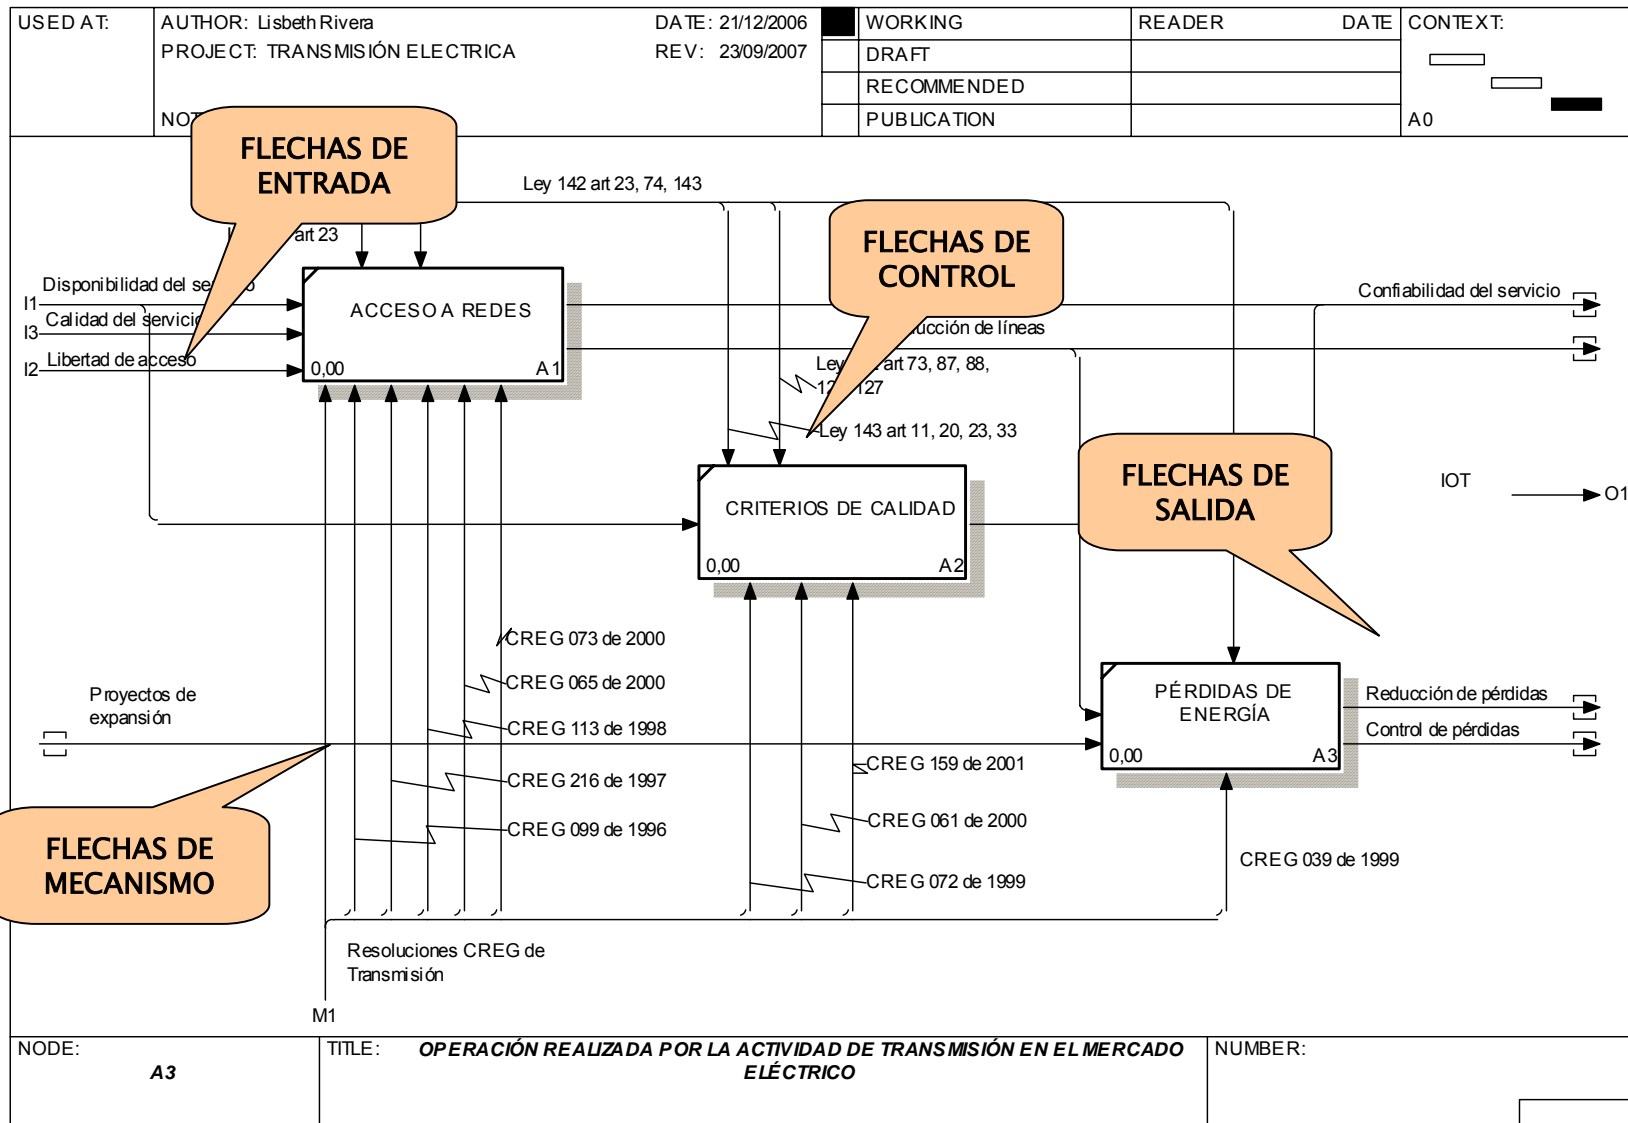 USED AT:
AUTHOR: Lisbeth Rivera
DATE: 21/12/2006
PROJECT: TRANSMISIÓN ELECTRICA
REV: 23/09/2007
WORKING
DRAFT
RECOMMENDED
PUBLICATION
READER
DATE
CONTEXT:
A0
FLECHAS DE
ENTRADA
Ley 142 art 23, 74, 143
art 23
FLECHAS DE
CONTROL
I1
Disponibilidad del
I3
Calidad del servicio
I2
Libertad de acceso
ACCESO A REDES
0,00
A1
Confiabilidad del servicio
de líneas
art 73, 87, 88,
127
Ley 143 art 11, 20, 23, 33
FLECHAS DE
SALIDA
IOT
O1
CRITERIOS DE CALIDAD
0,00
A2
CREG 073 de 2000
CREG 065 de 2000
CREG 113 de 1998
CREG 216 de 1997
CREG 099 de 1996
Proyectos de
expansión
PÉRDIDAS DE
ENERGÍA
0,00
A3
Reducción de pérdidas
Control de pérdidas
CREG 159 de 2001
CREG 061 de 2000
CREG 072 de 1999
CREG 039 de 1999
FLECHAS DE
MECANISMO
Resoluciones CREG de
Transmisión
M1
NODE:
A3
TITLE:
OPERACIÓN REALIZADA POR LA ACTIVIDAD DE TRANSMISIÓN EN EL MERCADO
ELÉCTRICO
NUMBER: